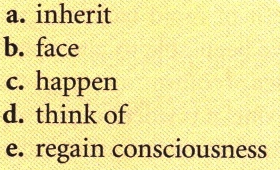 a. inherit
b. face
c. happen
d. think of
e. regain consciousness